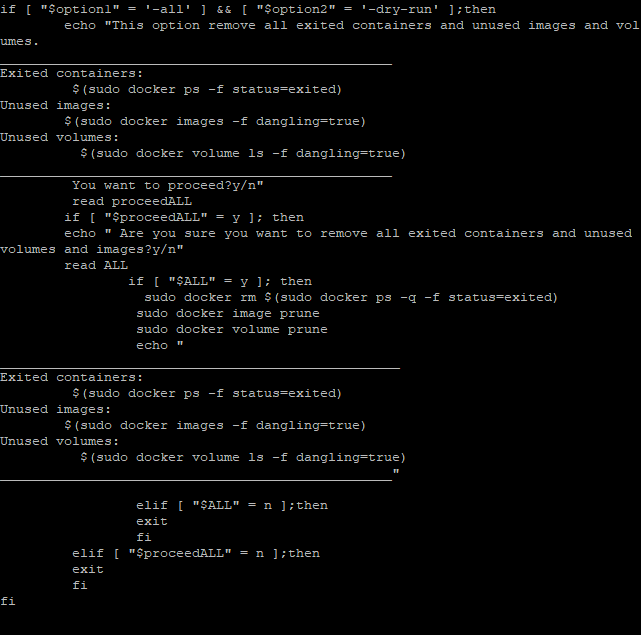 if [ "$option1" = '-all' ] && [ "$option2" = '-dry-run' ];then
        echo "This option remove all exited containers and unused images and vol
umes.
_________________________________________________
Exited containers:
         $(sudo docker ps -f status=exited)
Unused images:
        $(sudo docker images -f dangling=true)
Unused volumes:
          $(sudo docker volume ls -f dangling=true)
_________________________________________________
         You want to proceed?y/n"
         read proceedALL
        if [ "$proceedALL" = y ]; then
        echo " Are you sure you want to remove all exited containers and unused
volumes and images?y/n"
        read ALL
                if [ "$ALL" = y ]; then
                  sudo docker rm $(sudo docker ps -q -f status=exited)
                 sudo docker image prune
                 sudo docker volume prune
                 echo "
__________________________________________________
Exited containers:
         $(sudo docker ps -f status=exited)
Unused images:
        $(sudo docker images -f dangling=true)
Unused volumes:
          $(sudo docker volume ls -f dangling=true)
_________________________________________________"

                 elif [ "$ALL" = n ];then
                 exit
                 fi
         elif [ "$proceedALL" = n ];then
         exit
         fi
fi